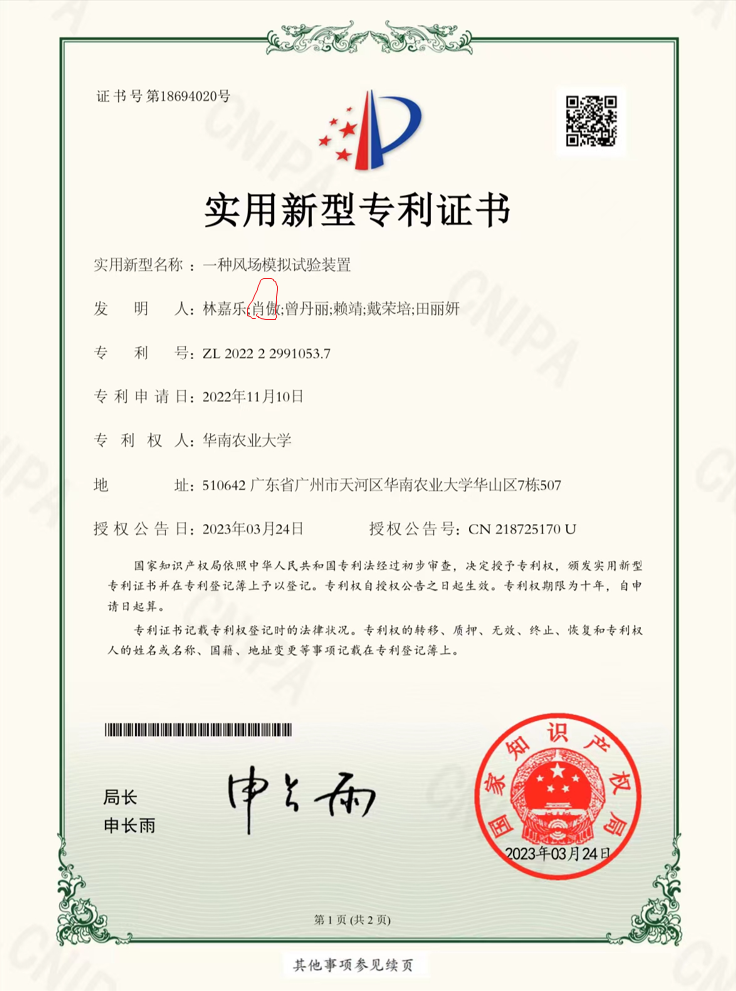 证书号第18694020号
实用新型专利证书
实用新型名称：一种风场模拟试验装置
发明人：林嘉乐;肖傲;曾丹丽;赖靖;戴荣培;田丽妍
专利号：ZL 2022 2 2991053.7
专利申请日：2022年11月10日
专利权人：华南农业大学
地址：510642 广东省广州市天河区华南农业大学华山区7栋507
授权公告日：2023年03月24日 授权公告号：CN 218725170 U
国家知识产权局依照中华人民共和国专利法经过初步审查，决定授予专利权，颁发实用新型
专利证书并在专利登记簿上予以登记。专利权自授权公告之日起生效。专利权期限为十年，自申
请日起算。
专利证书记载专利权登记时的法律状况。专利权的转移、质押、无效、终止、恢复和专利权
人的姓名或名称、国籍、地址变更等事项记载在专利登记簿上。
局长
申长雨
申长雨
国家知识产权局
2023年03月24日
第 1 页 (共 2 页)
其他事项参见续页
CNIPA
CNIPA
CNIPA
CNIPA
CNIPA
CNIPA